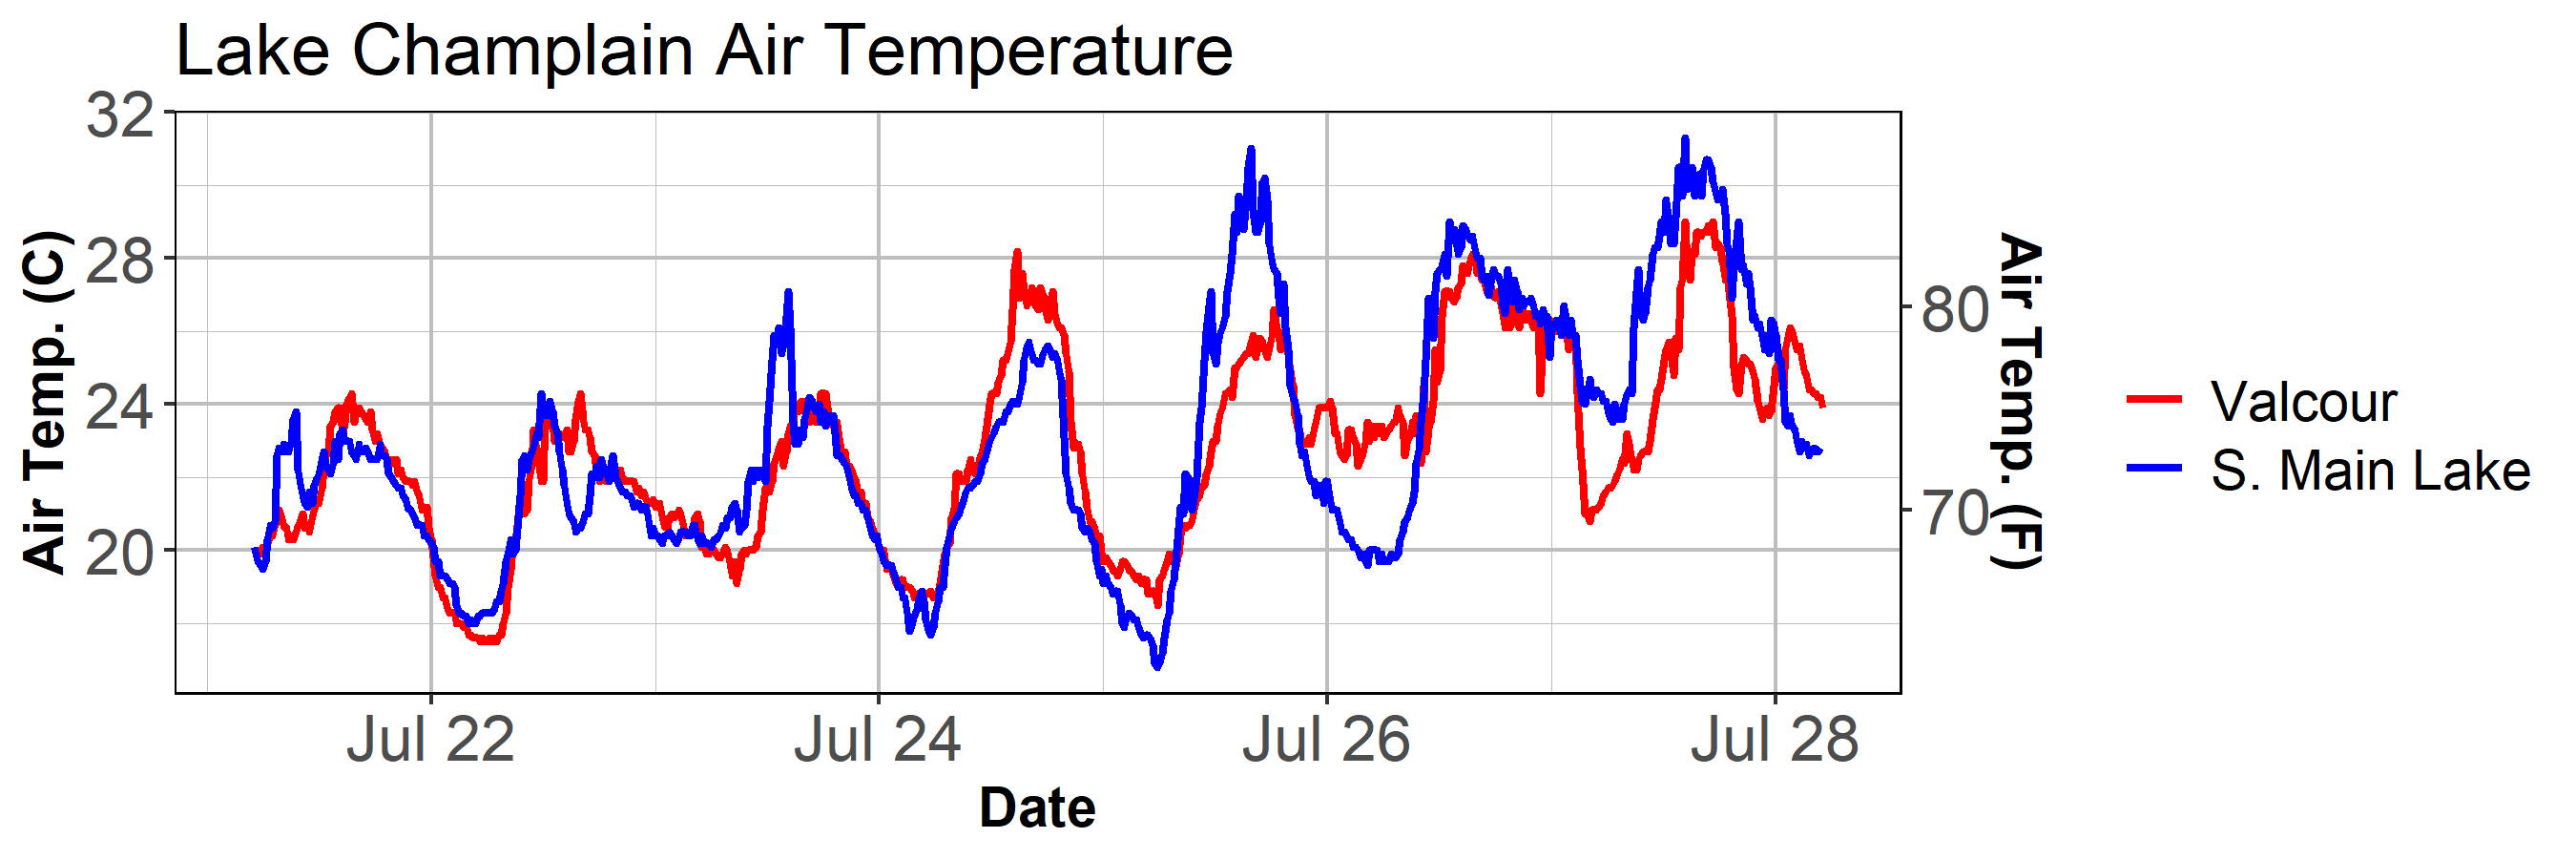 Lake Champlain Air Temperature
Air Temp. (C)
32
28
24
20
Jul 22
Jul 24
Jul 26
Jul 28
Date
80
70
Air Temp. (F)
Valcour
S. Main Lake